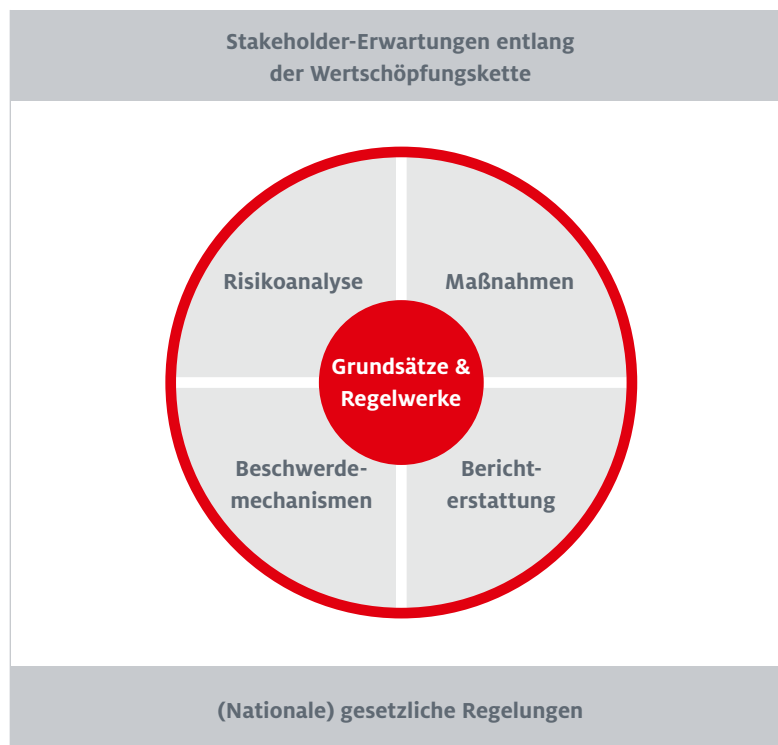 Stakeholder-Erwartungen entlang
der Wertschöpfungskette
Risikoanalyse
Maßnahmen
Grundsätze &
Regelwerke
Beschwerde-
mechanismen
Bericht-
erstattung
(Nationale) gesetzliche Regelungen